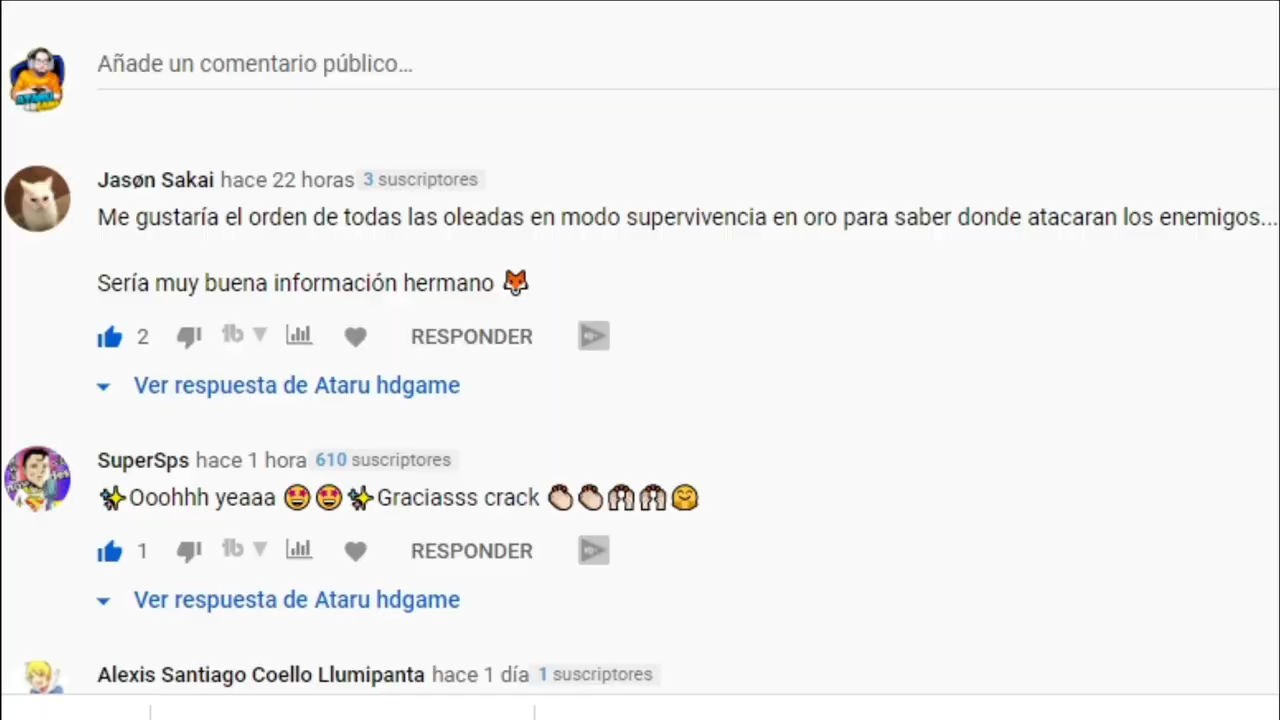 Añade un comentario público...
Jasøn Sakai hace 22 horas 3 suscriptores
Me gustaría el orden de todas las oleadas en modo supervivencia en oro para saber donde atacaran los enemigos...
Sería muy buena información hermano 🦊
2 RESPONDER
Ver respuesta de Ataru hdgame
SuperSps hace 1 hora 610 suscriptores
✨Ooohhh yeaaa 🤩🤩✨Graciasss crack 👏🏻👏🏻🙌🏻🙌🏻🤗
1 RESPONDER
Ver respuesta de Ataru hdgame
Alexis Santiago Coello Llumipanta hace 1 día 1 suscriptores